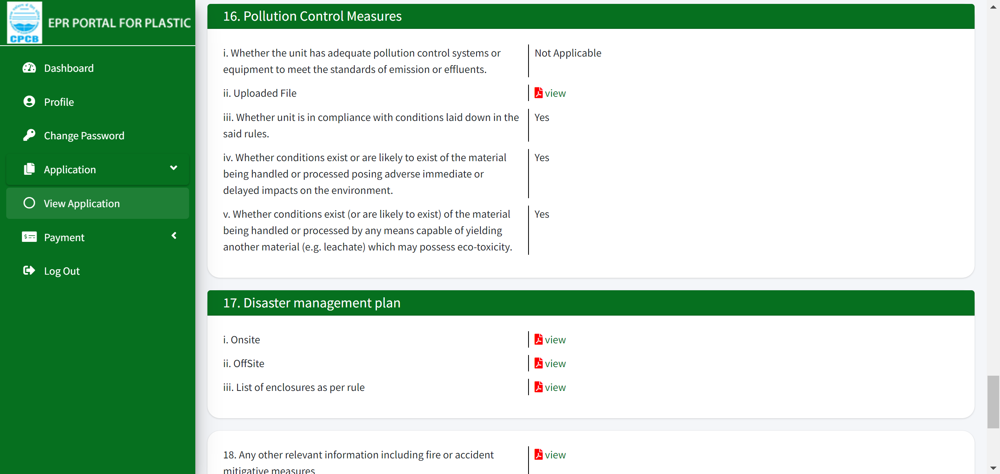 CPCB
EPR PORTAL FOR PLASTIC
Dashboard
Profile
Change Password
Application
View Application
Payment
Log Out
16. Pollution Control Measures
i. Whether the unit has adequate pollution control systems or
equipment to meet the standards of emission or effluents.
Not Applicable
ii. Uploaded File
view
iii. Whether unit is in compliance with conditions laid down in the
said rules.
Yes
iv. Whether conditions exist or are likely to exist of the material
being handled or processed posing adverse immediate or
delayed impacts on the environment.
Yes
v. Whether conditions exist (or are likely to exist) of the material
being handled or processed by any means capable of yielding
another material (e.g. leachate) which may possess eco-toxicity.
Yes
17. Disaster management plan
i. Onsite
view
ii. OffSite
view
iii. List of enclosures as per rule
view
18. Any other relevant information including fire or accident
mitigative measures
view